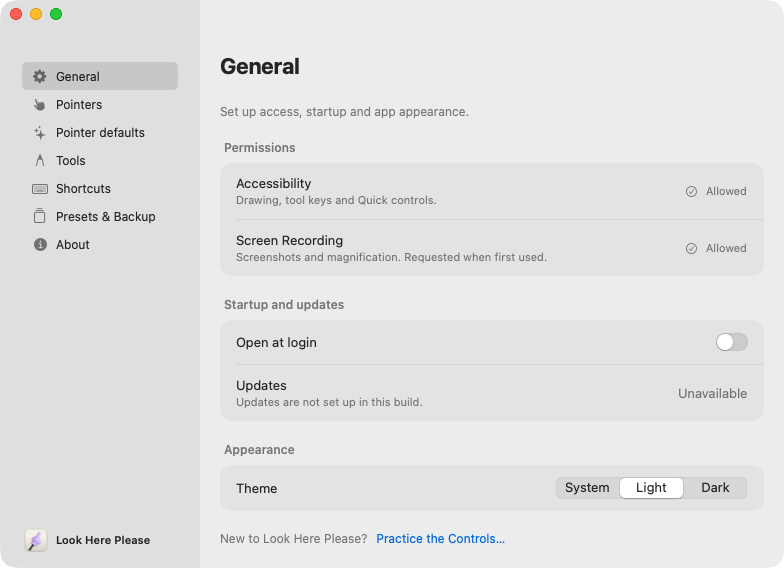 General
Pointers
Pointer defaults
Tools
Shortcuts
Presets & Backup
About
Look Here Please
General
Set up access, startup and app appearance.
Permissions
Accessibility
Drawing, tool keys and Quick controls.
Allowed
Screen Recording
Screenshots and magnification. Requested when first used.
Allowed
Startup and updates
Open at login
Updates
Updates are not set up in this build.
Unavailable
Appearance
Theme
System Light Dark
New to Look Here Please? Practice the Controls...